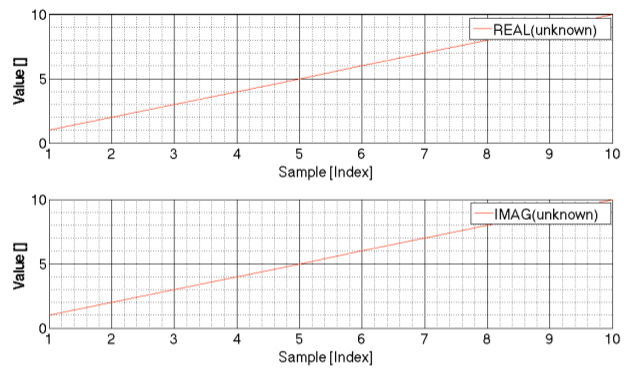 10
REAL(unknown)
Value []
5
0
1 2 3 4 5 6 7 8 9 10
Sample [Index]
10
IMAG(unknown)
Value []
5
0
1 2 3 4 5 6 7 8 9 10
Sample [Index]